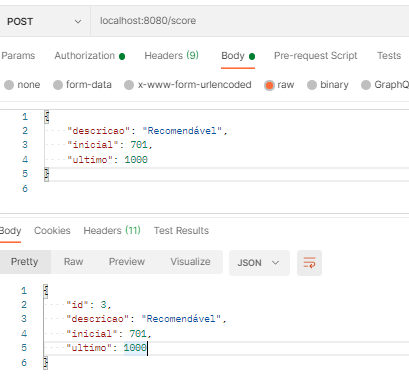 POST localhost:8080/score
Params Authorization Headers (9) Body Pre-request Script Tests
none form-data x-www-form-urlencoded raw binary GraphQ
1 {
2 "descricao": "Recomendável",
3 "inicial": 701,
4 "ultimo": 1000
5 }
6
Body Cookies Headers (11) Test Results
Pretty Raw Preview Visualize JSON
1 {
2 "id": 3,
3 "descricao": "Recomendável",
4 "inicial": 701,
5 "ultimo": 1000
6 }